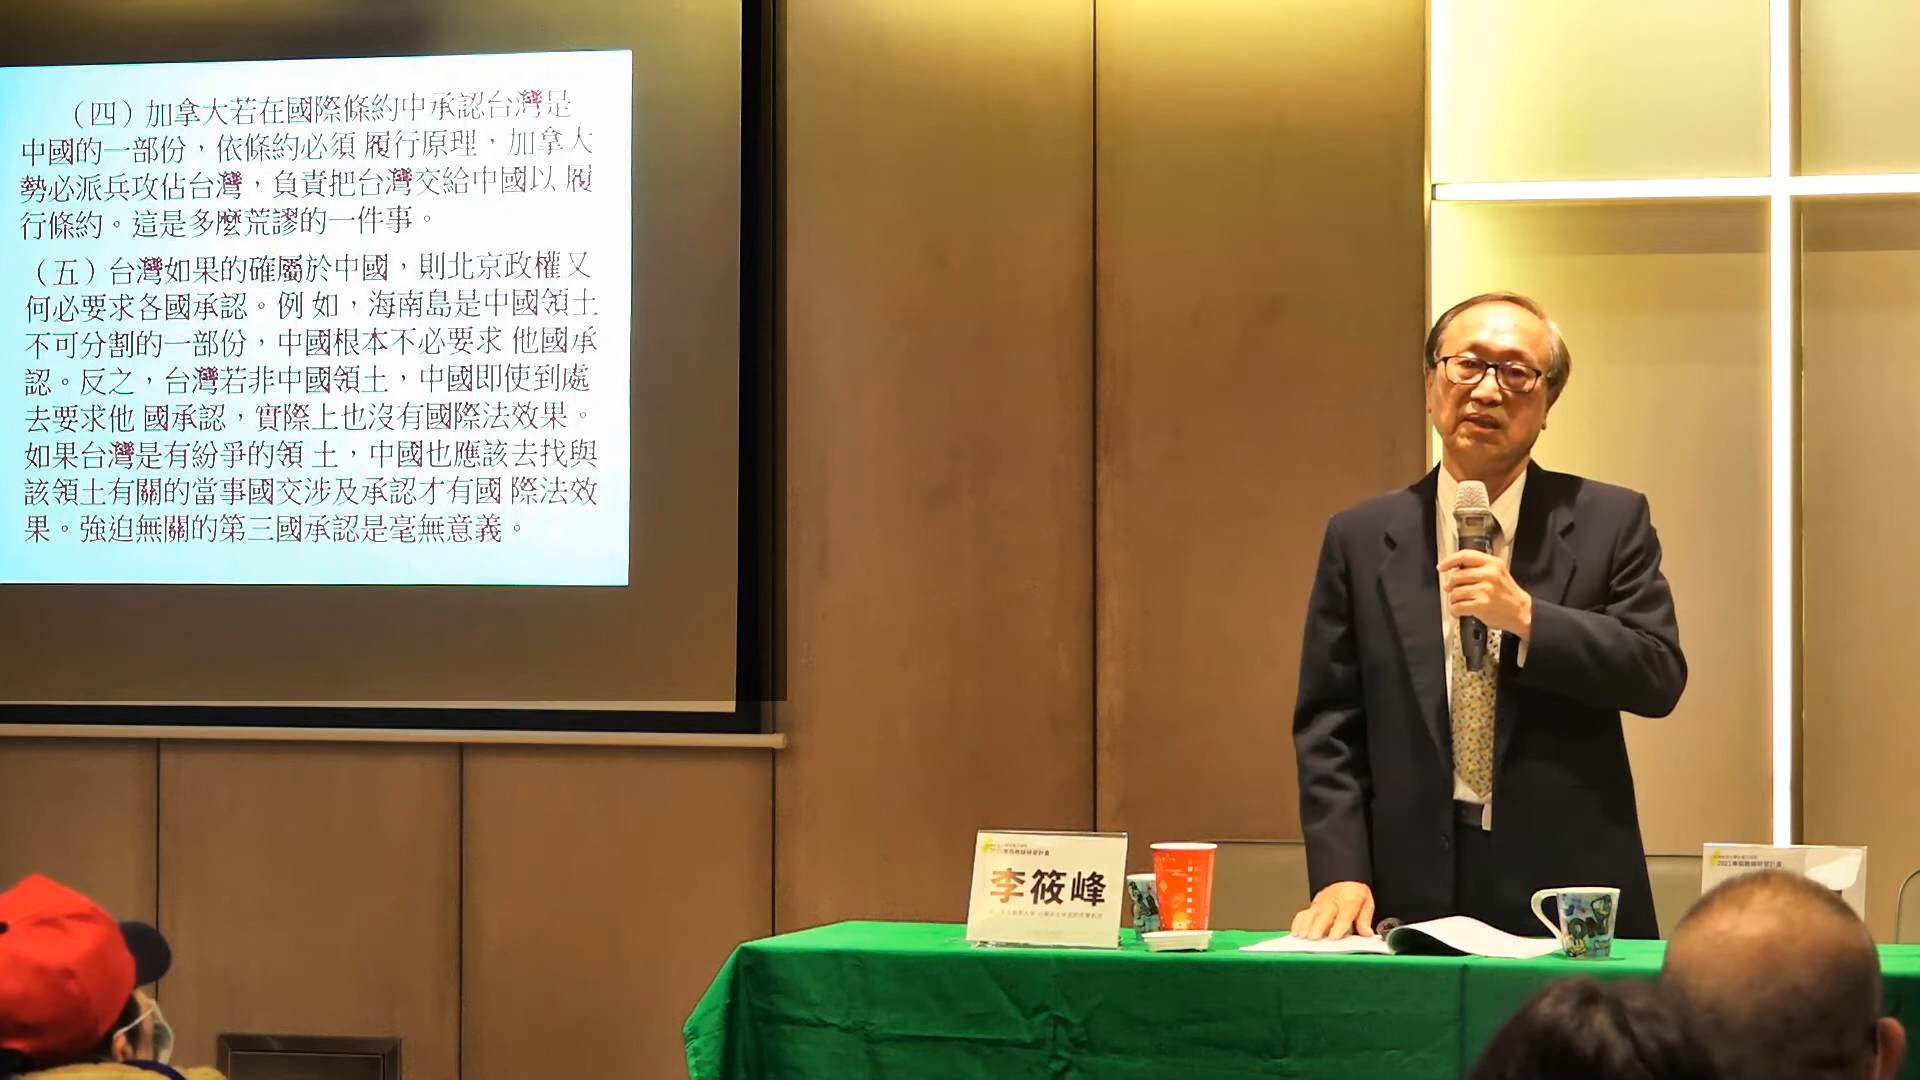 （四）加拿大若在國際條約中承認台灣是
中國的一部份，依條約必須 履行原理，加拿大
勢必派兵攻佔台灣，負責把台灣交給中國以 履
行條約。這是多麼荒謬的一件事。
（五）台灣如果的確屬於中國，則北京政權又
何必要求各國承認。例 如，海南島是中國領土
不可分割的一部份，中國根本不必要求 他國承
認。反之，台灣若非中國領土，中國即使到處
去要求他 國承認，實際上也沒有國際法效果。
如果台灣是有紛爭的領 土，中國也應該去找與
該領土有關的當事國交涉及承認才有國 際法效
果。強迫無關的第三國承認是毫無意義。
李筱峰